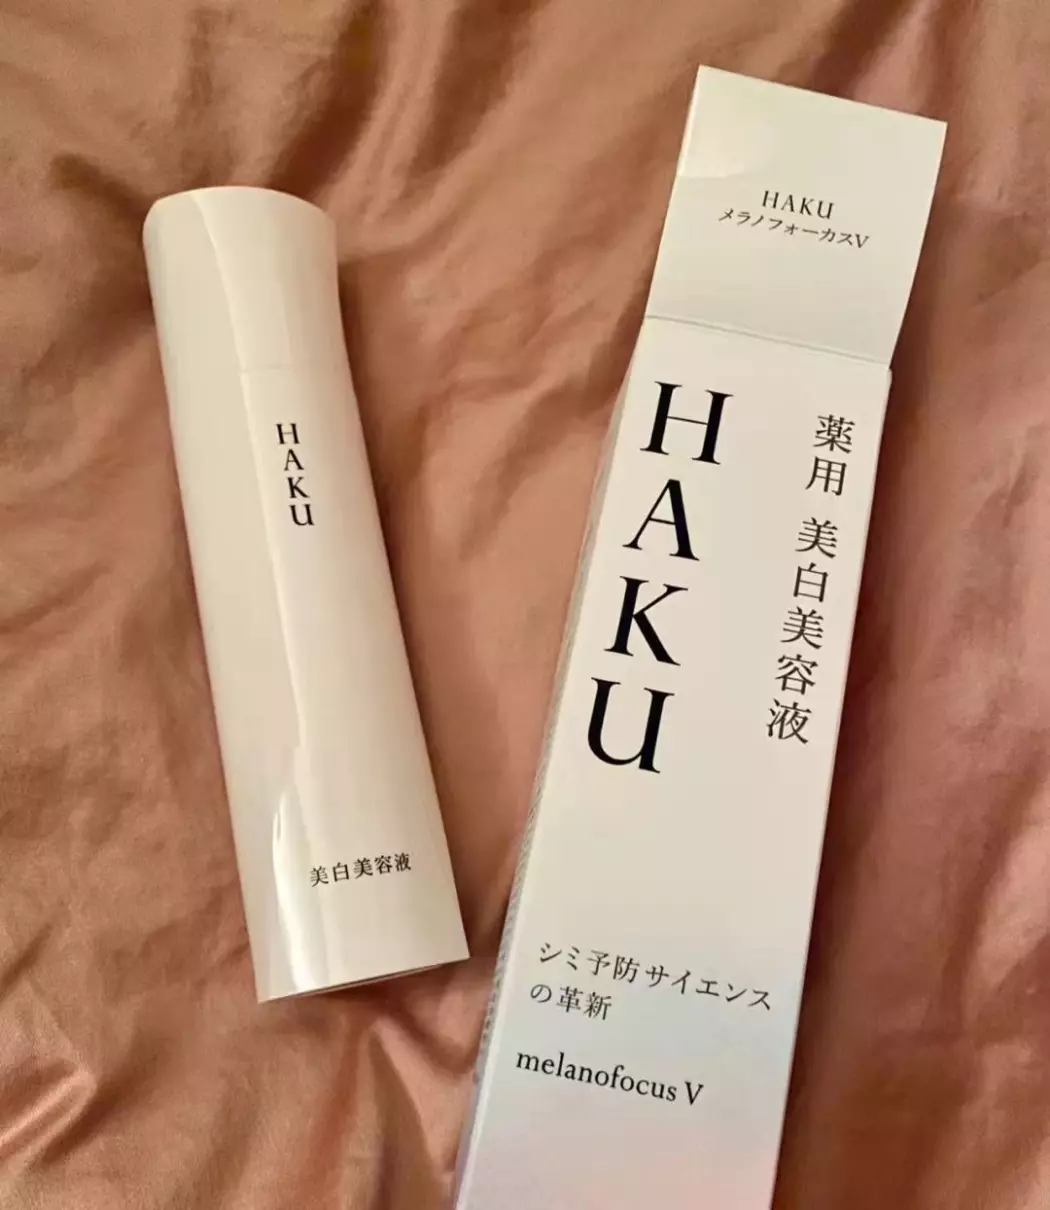 HAKU
美白美容液
HAKU
メラノフォーカスV
HAKU
薬用 美白美容液
シミ予防サイエンス
の革新
melanofocus V